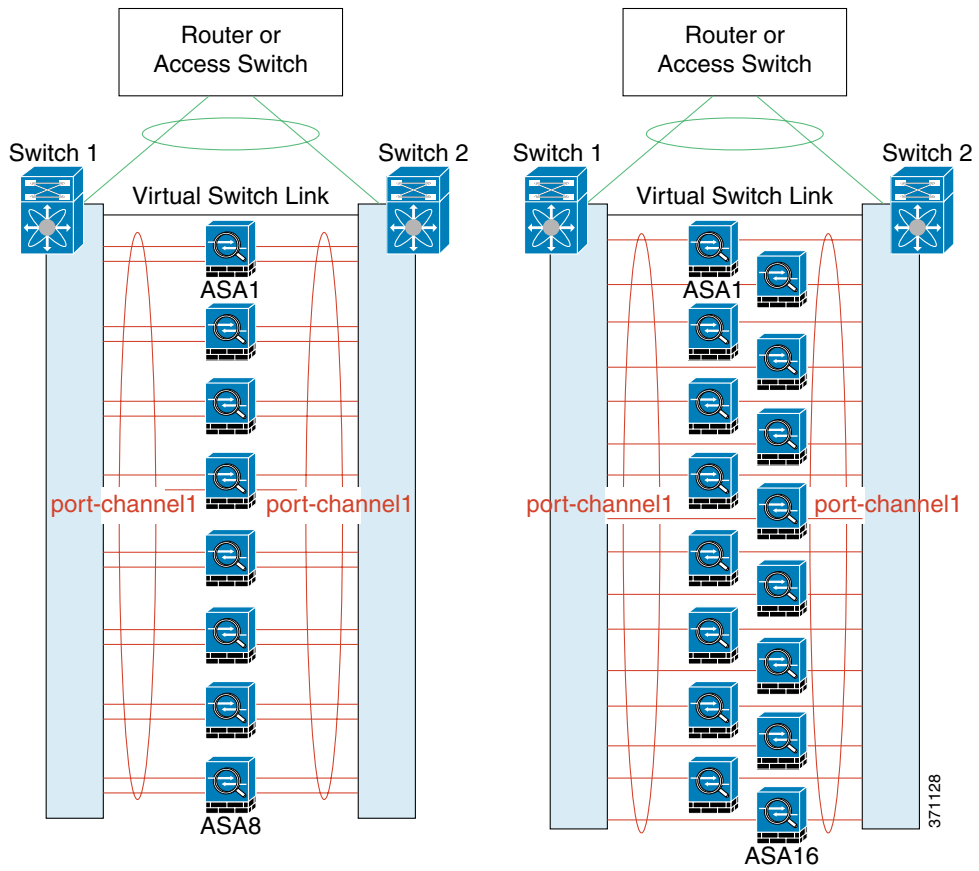 Router or
Access Switch
Switch 1
Switch 2
Virtual Switch Link
ASA1
port-channel1
port-channel1
ASA8
Router or
Access Switch
Switch 1
Switch 2
Virtual Switch Link
ASA1
port-channel1
port-channel1
ASA16
371128